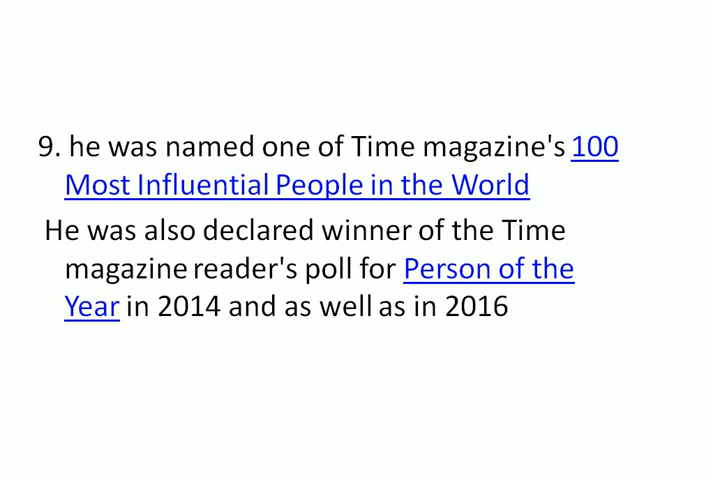 9. he was named one of Time magazine's 100
Most Influential People in the World
He was also declared winner of the Time
magazine reader's poll for Person of the
Year in 2014 and as well as in 2016